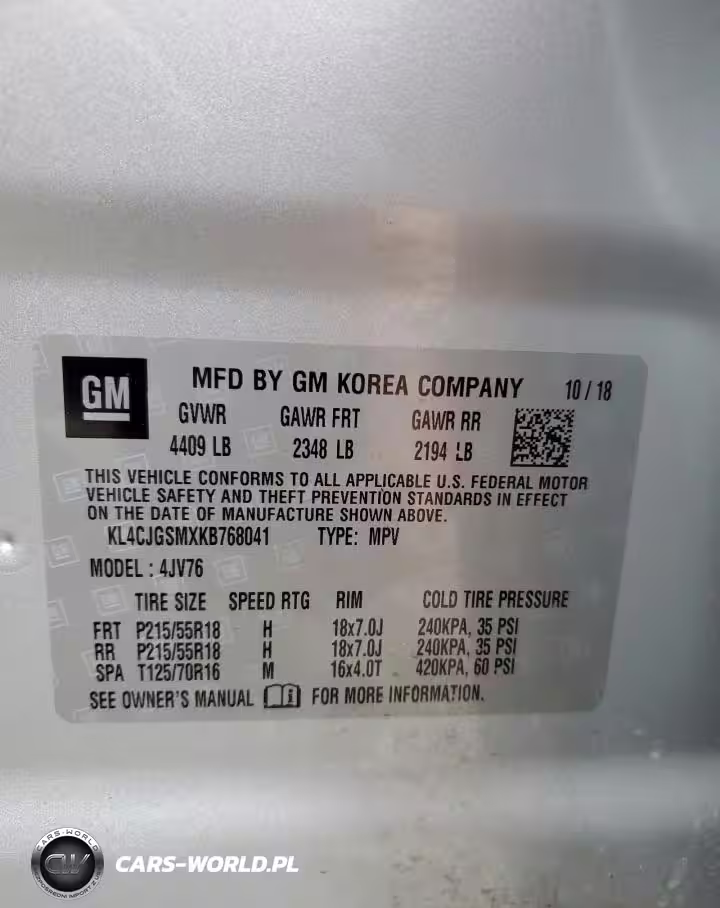 GM
MFD BY GM KOREA COMPANY 10 / 18
GVWR GAWR FRT GAWR RR
4409 LB 2348 LB 2194 LB
THIS VEHICLE CONFORMS TO ALL APPLICABLE U.S. FEDERAL MOTOR
VEHICLE SAFETY AND THEFT PREVENTION STANDARDS IN EFFECT
ON THE DATE OF MANUFACTURE SHOWN ABOVE.
KL4CJGSMXKB768041 TYPE: MPV
MODEL : 4JV76
TIRE SIZE SPEED RTG RIM COLD TIRE PRESSURE
FRT P215/55R18 H 18x7.0J 240KPA, 35 PSI
RR P215/55R18 H 18x7.0J 240KPA, 35 PSI
SPA T125/70R16 M 16x4.0T 420KPA, 60 PSI
SEE OWNER'S MANUAL FOR MORE INFORMATION.
CARS-WORLD
CW
CARS-WORLD.PL